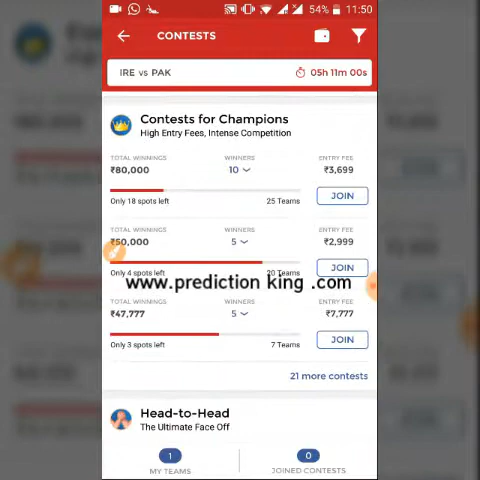 54% 11:50
CONTESTS
IRE vs PAK 05h 11m 00s
Contests for Champions
High Entry Fees, Intense Competition
TOTAL WINNINGS WINNERS ENTRY FEE
₹80,000 10 ₹3,699
JOIN
Only 18 spots left 25 Teams
TOTAL WINNINGS WINNERS ENTRY FEE
₹50,000 5 ₹2,999
JOIN
Only 4 spots left 20 Teams
www.prediction king .com
TOTAL WINNINGS WINNERS ENTRY FEE
₹47,777 5 ₹7,777
JOIN
Only 3 spots left 7 Teams
21 more contests
Head-to-Head
The Ultimate Face Off
1 0
MY TEAMS JOINED CONTESTS